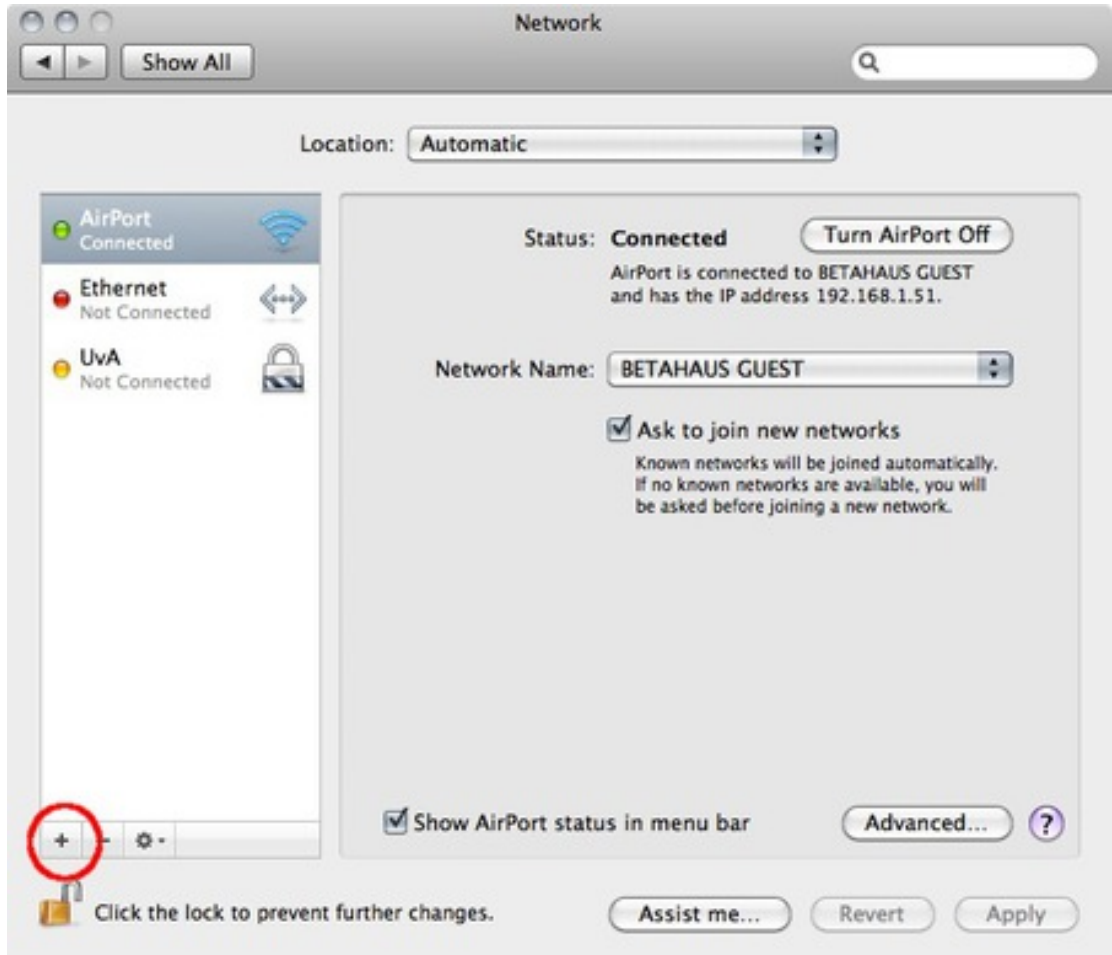 Network
Show All
Location: Automatic
AirPort
Connected
Ethernet
Not Connected
UvA
Not Connected
Status: Connected
Turn AirPort Off
AirPort is connected to BETAHAUS GUEST
and has the IP address 192.168.1.51.
Network Name: BETAHAUS GUEST
Ask to join new networks
Known networks will be joined automatically.
If no known networks are available, you will
be asked before joining a new network.
Show AirPort status in menu bar
Advanced...
?
+ -
Click the lock to prevent further changes.
Assist me...
Revert
Apply